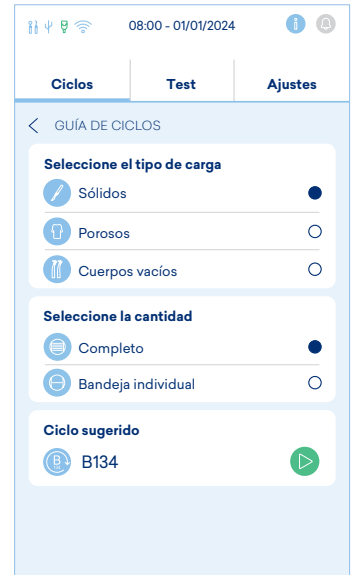 08:00 - 01/01/2024
Ciclos Test Ajustes
GUÍA DE CICLOS
Seleccione el tipo de carga
Sólidos
Porosos
Cuerpos vacíos
Seleccione la cantidad
Completo
Bandeja individual
Ciclo sugerido
B134